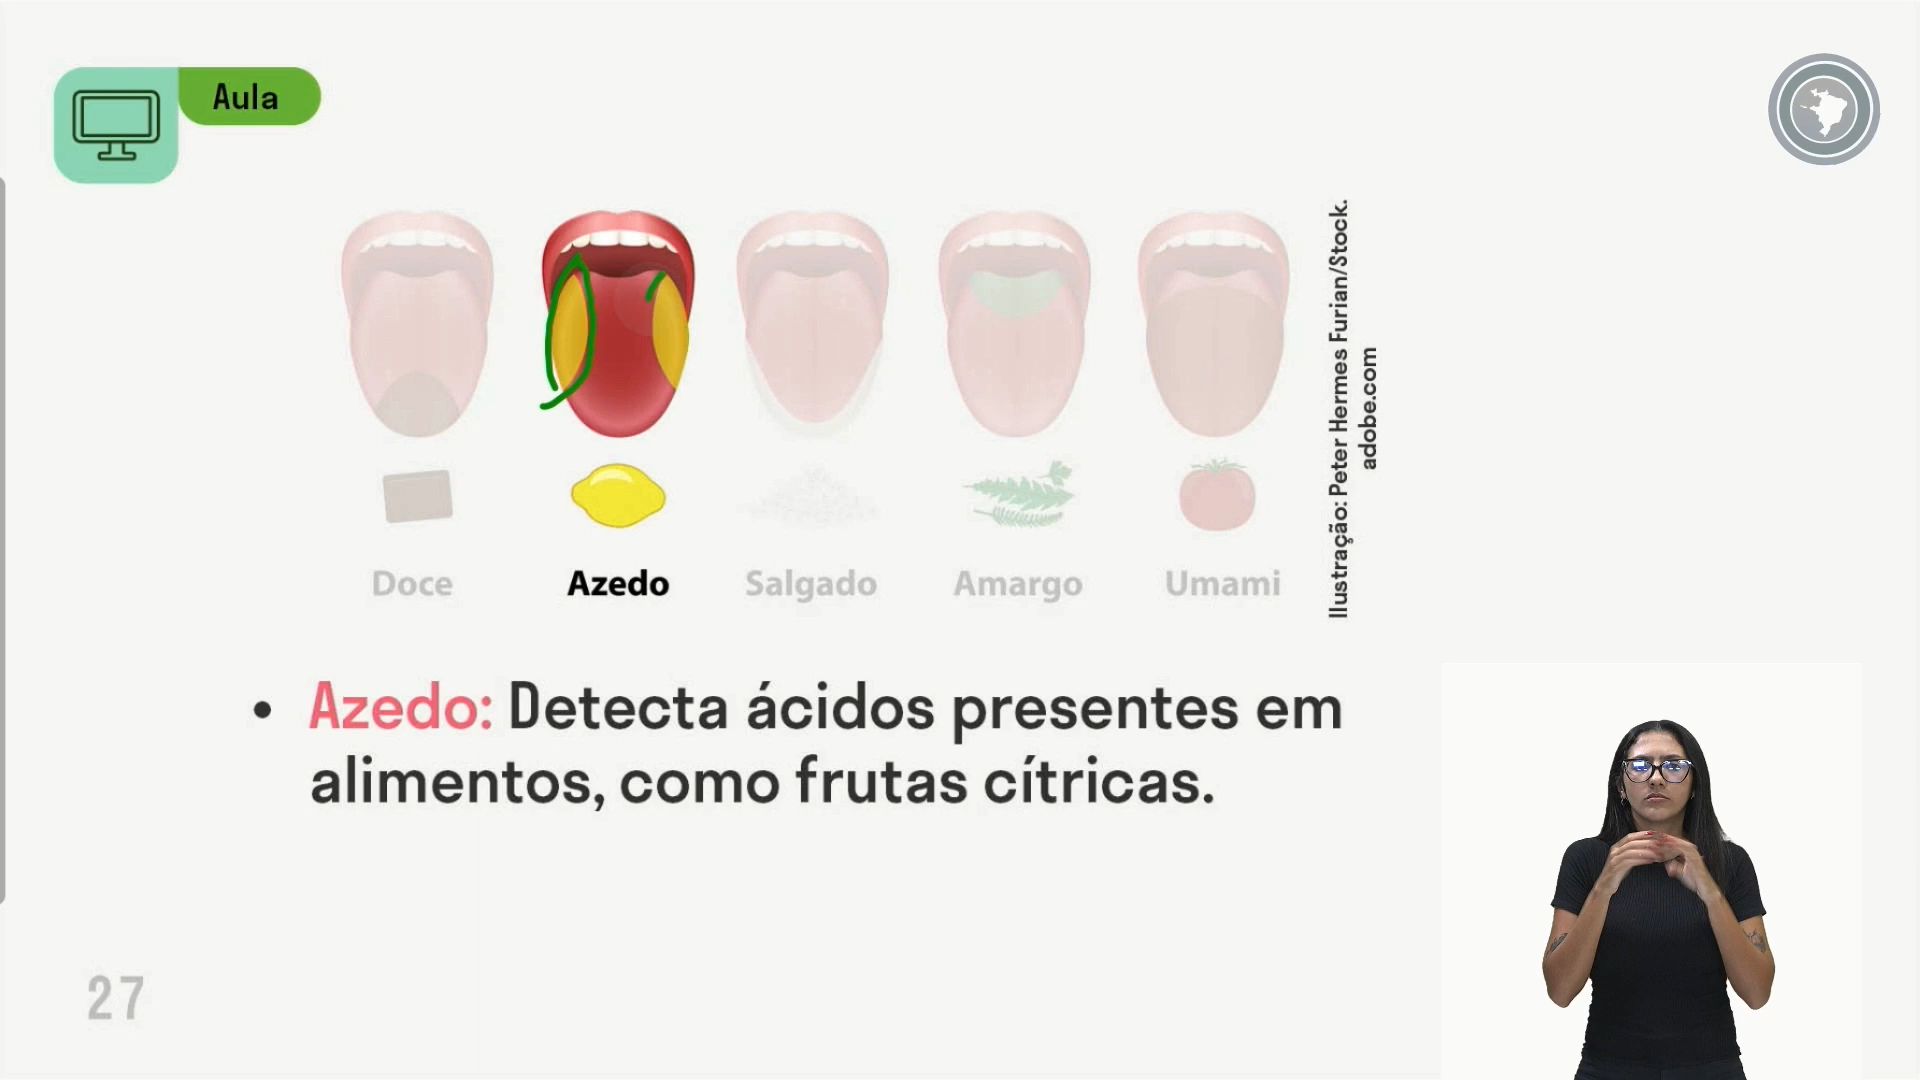 Aula
Doce
Azedo
Salgado
Amargo
Umami
Ilustração: Peter Hermes Furian/Stock.
adobe.com
• Azedo: Detecta ácidos presentes em
alimentos, como frutas cítricas.
27